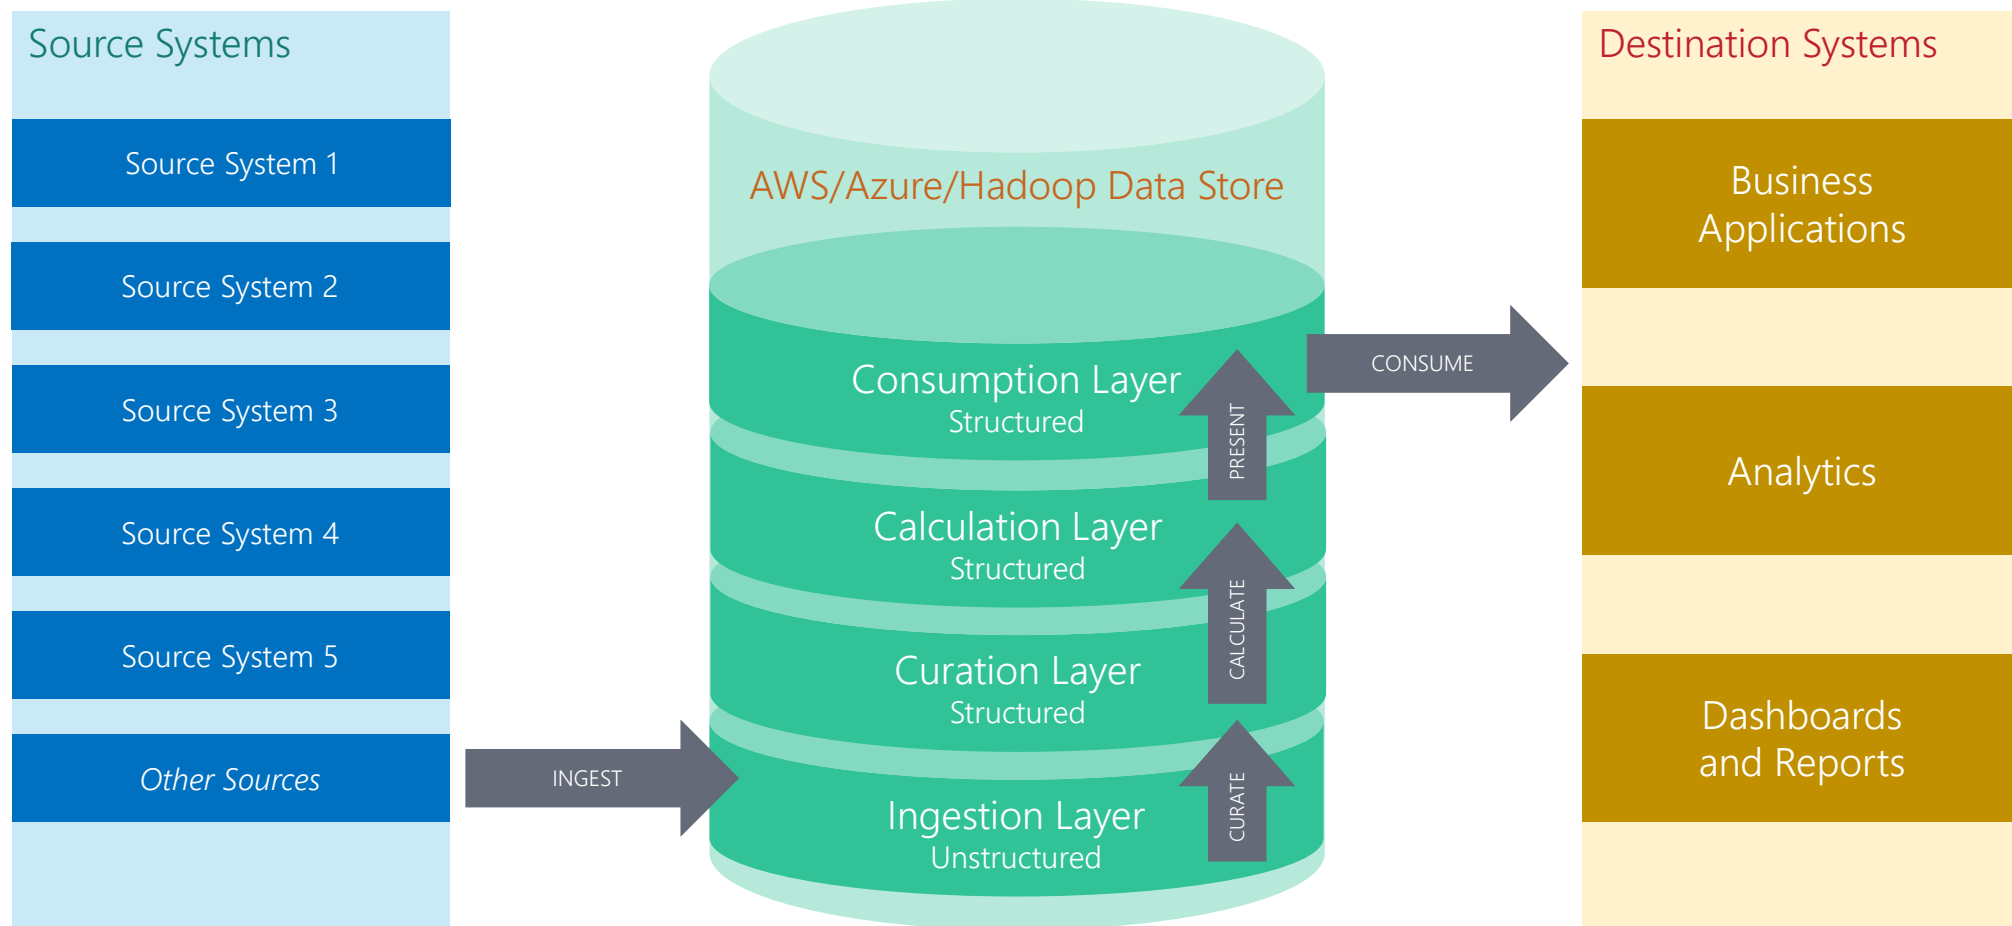 Source Systems
Source System 1
Source System 2
Source System 3
Source System 4
Source System 5
Other Sources
INGEST
AWS/Azure/Hadoop Data Store
Consumption Layer
Structured
PRESENT
Calculation Layer
Structured
CALCULATE
Curation Layer
Structured
CURATE
Ingestion Layer
Unstructured
CONSUME
Destination Systems
Business
Applications
Analytics
Dashboards
and Reports